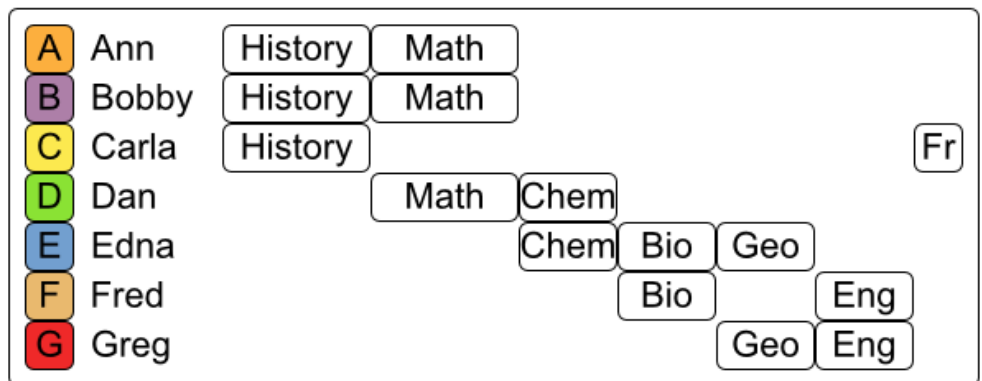 A Ann History Math
B Bobby History Math
C Carla History Fr
D Dan Math Chem
E Edna Chem Bio Geo
F Fred Bio Eng
G Greg Geo Eng